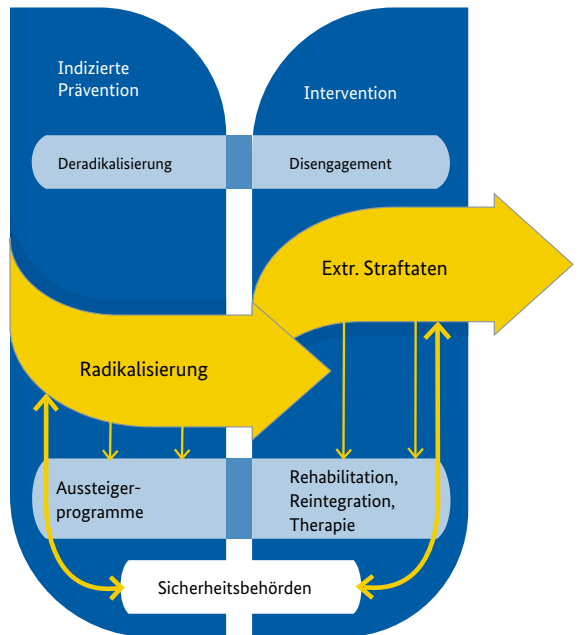 Indizierte
Prävention
Intervention
Deradikalisierung
Disengagement
Extr. Straftaten
Radikalisierung
Aussteiger-
programme
Rehabilitation,
Reintegration,
Therapie
Sicherheitsbehörden